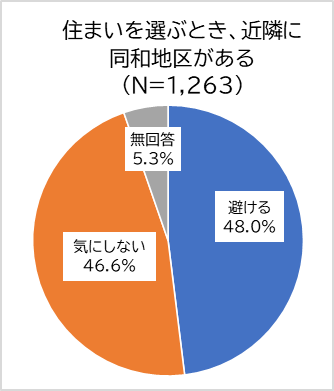 住まいを選ぶとき、近隣に
同和地区がある
（N=1,263）
無回答
5.3%
避ける
48.0%
気にしない
46.6%